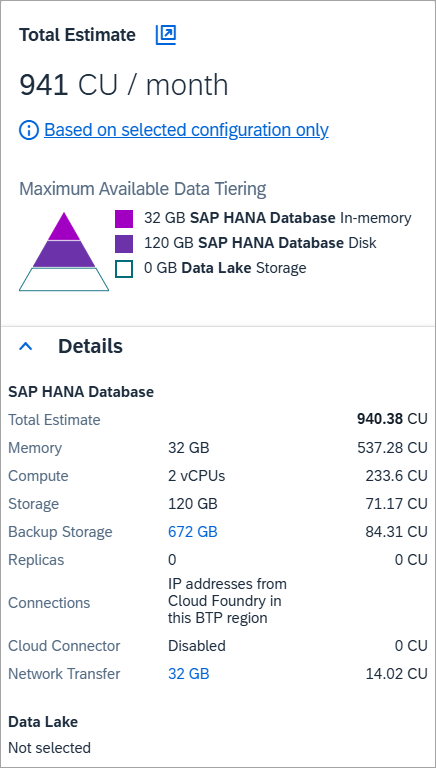 Total Estimate
941 CU / month
Based on selected configuration only
Maximum Available Data Tiering
32 GB SAP HANA Database In-memory
120 GB SAP HANA Database Disk
0 GB Data Lake Storage
Details
SAP HANA Database
Total Estimate 940.38 CU
Memory 32 GB 537.28 CU
Compute 2 vCPUs 233.6 CU
Storage 120 GB 71.17 CU
Backup Storage 672 GB 84.31 CU
Replicas 0 0 CU
Connections IP addresses from
Cloud Foundry in
this BTP region
Cloud Connector Disabled 0 CU
Network Transfer 32 GB 14.02 CU
Data Lake
Not selected